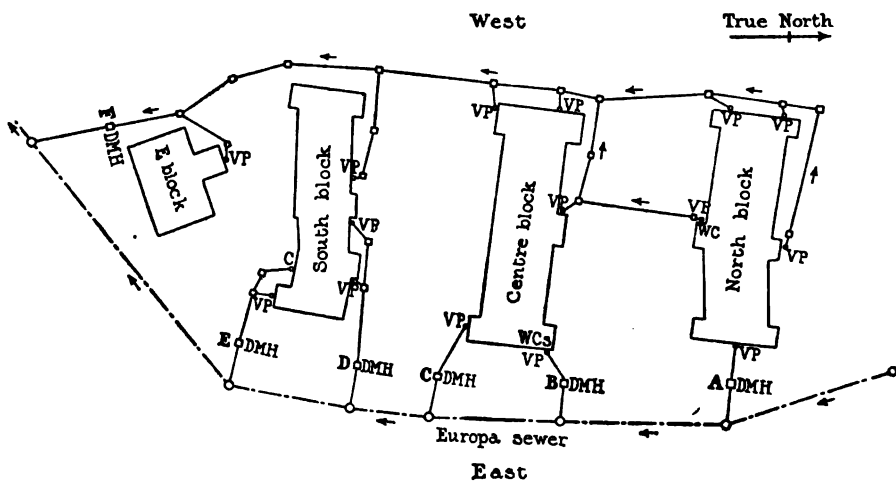 West
True North
F
DMH
VP
E block
VP
South block
VP
VP
C
VP
E
DMH
D
DMH
VP
VP
VP
Centre block
VP
WCs
VP
C
DMH
B
DMH
VP
VP
VP
WC
North block
VP
VP
A
DMH
Europa sewer
East